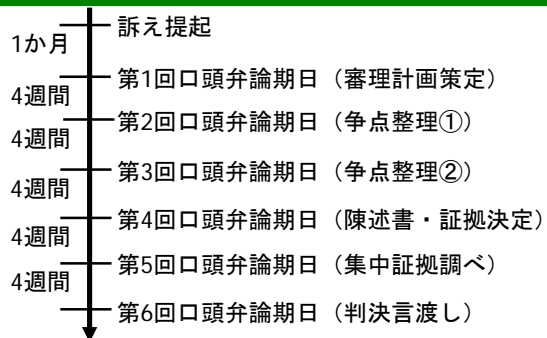 訴え提起
1か月
第1回口頭弁論期日（審理計画策定）
4週間
第2回口頭弁論期日（争点整理①）
4週間
第3回口頭弁論期日（争点整理②）
4週間
第4回口頭弁論期日（陳述書・証拠決定）
4週間
第5回口頭弁論期日（集中証拠調べ）
4週間
第6回口頭弁論期日（判決言渡し）